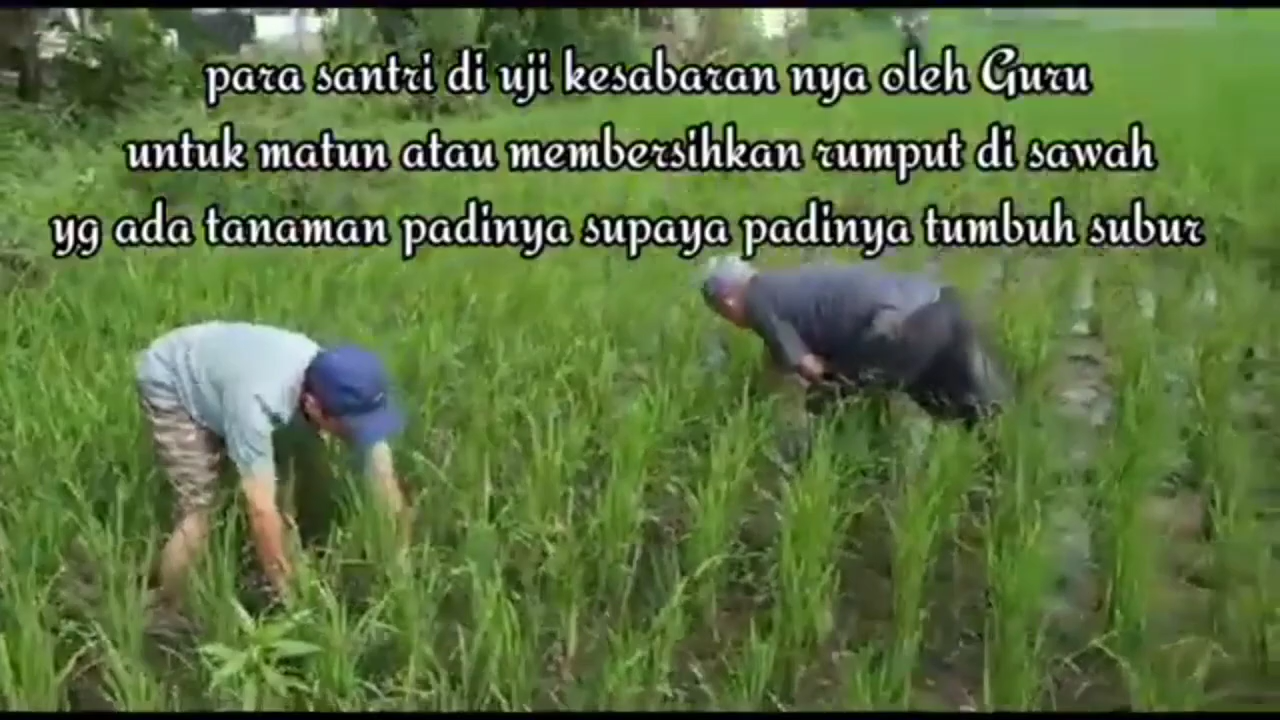 para santri di uji kesabaran nya oleh Guru
untuk matun atau membersihkan rumput di sawah
yg ada tanaman padinya supaya padinya tumbuh subur